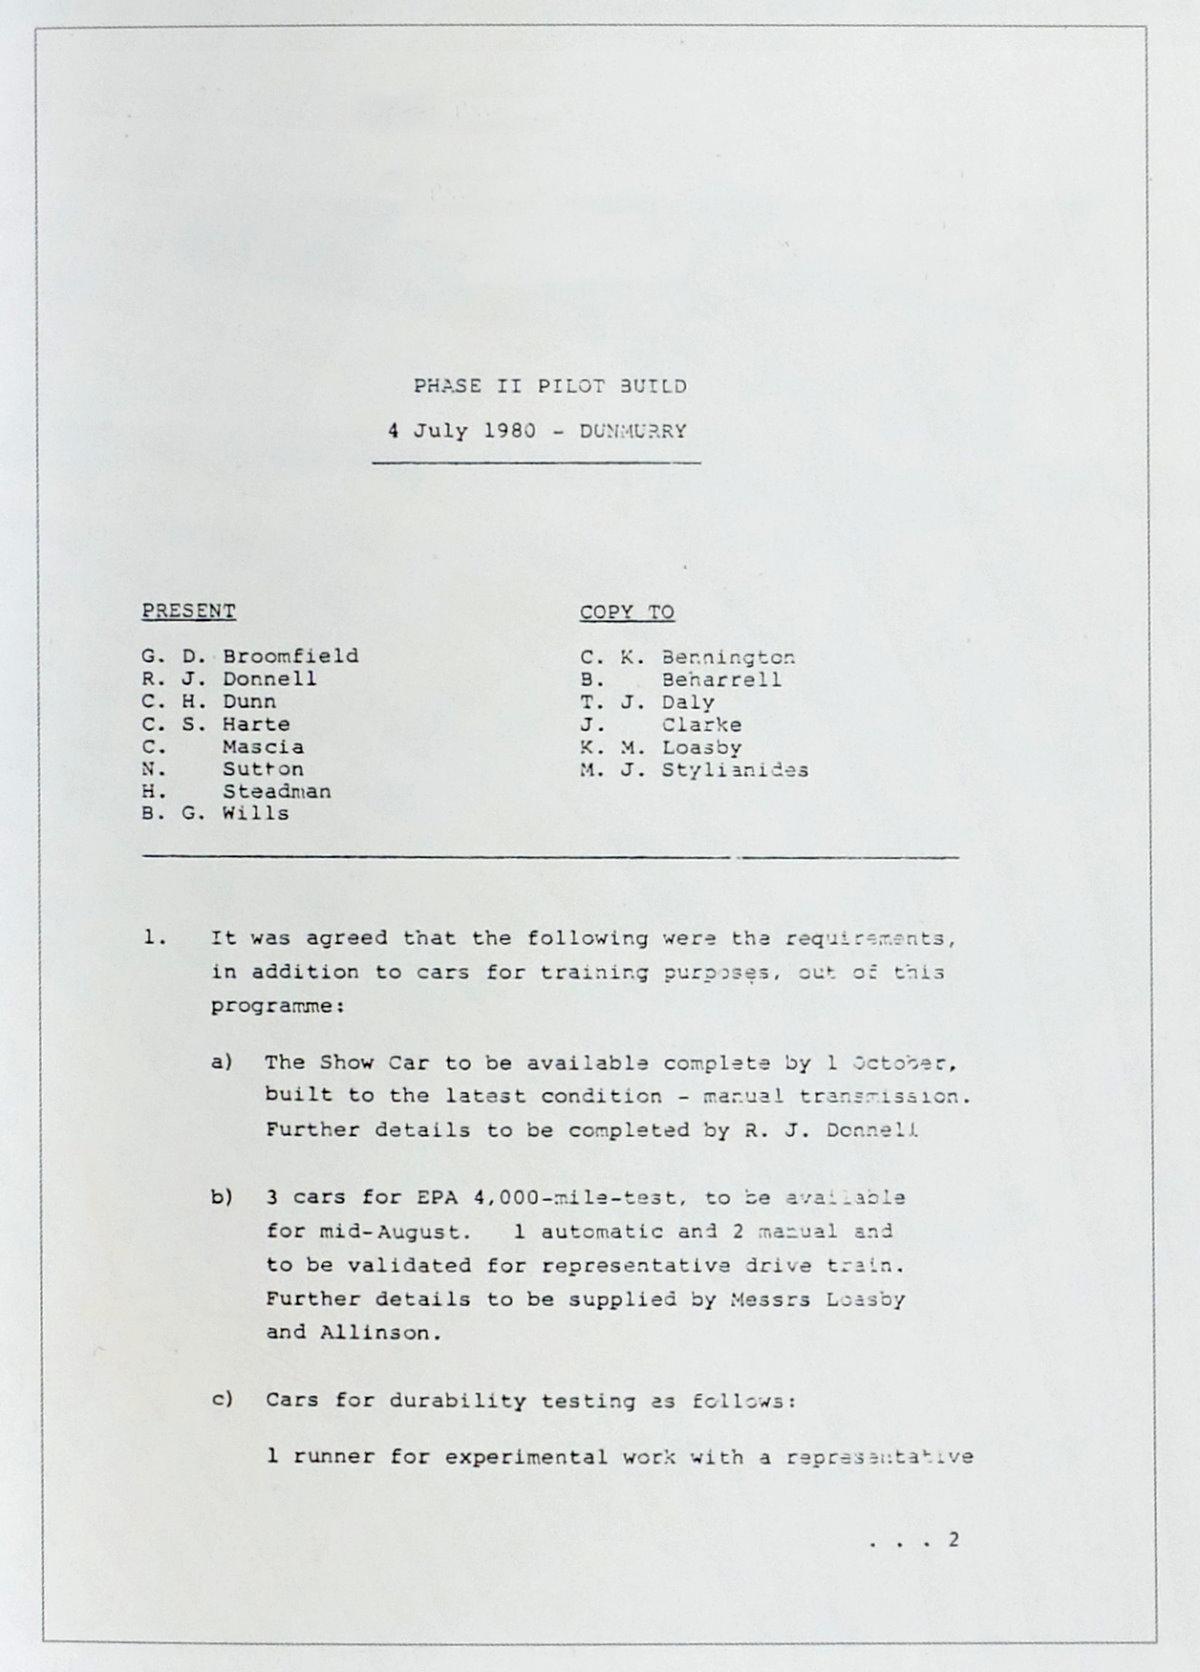 PHASE II PILOT BUILD
4 July 1980 - DUNMURRY
PRESENT
G. D. Broomfield
R. J. Donnell
C. H. Dunn
C. S. Harte
C. Mascia
N. Sutton
H. Steadman
B. G. Wills
COPY TO
C. K. Bennington
B. Beharrell
T. J. Daly
J. Clarke
K. M. Loasby
M. J. Stylianides
1. It was agreed that the following were the requirements,
in addition to cars for training purposes, out of this
programme:
a) The Show Car to be available complete by 1 October,
built to the latest condition - manual transmission.
Further details to be completed by R. J. Donnell
b) 3 cars for EPA 4,000-mile-test, to be available
for mid-August. 1 automatic and 2 manual and
to be validated for representative drive train.
Further details to be supplied by Messrs Loasby
and Allinson.
c) Cars for durability testing as follows:
1 runner for experimental work with a representative
. . . 2